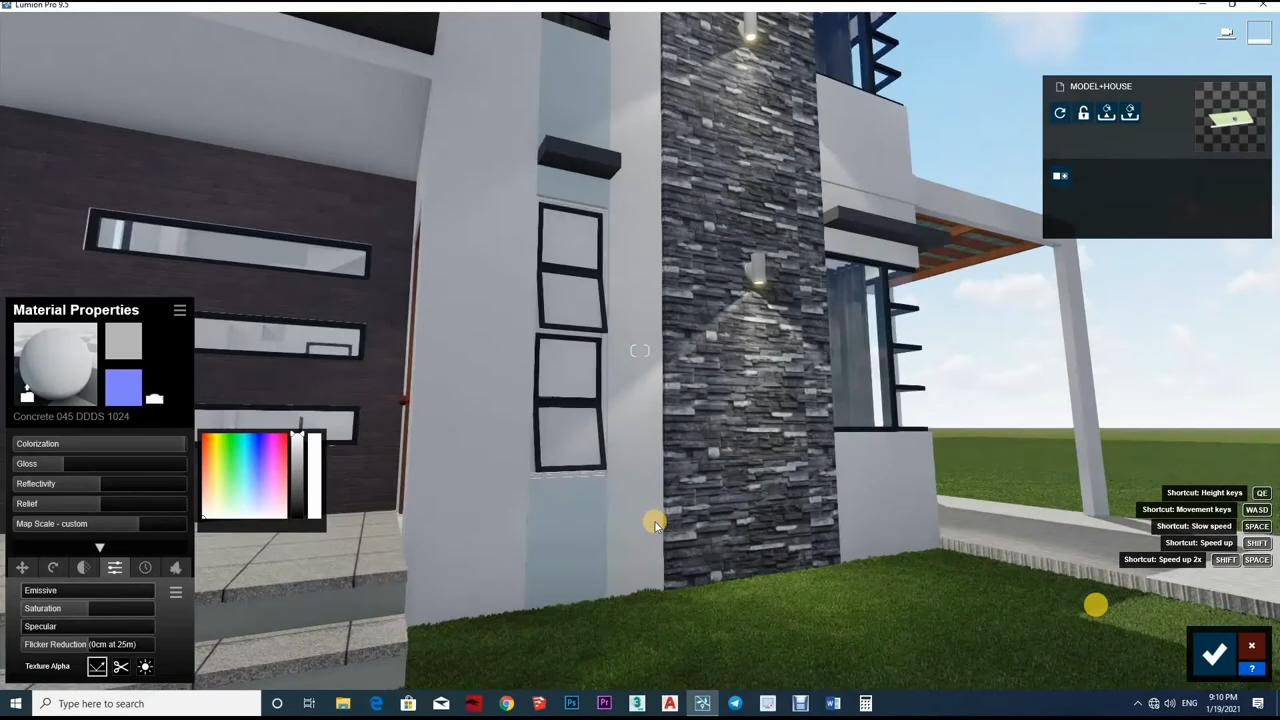 Lumion Pro 9.5
MODEL+HOUSE
Material Properties
Concrete 045 DDDS 1024
Colorization
Gloss
Reflectivity
Relief
Map Scale - custom
Emissive
Saturation
Specular
Flicker Reduction (0cm at 25m)
Texture Alpha
Shortcut: Height keys QE
Shortcut: Movement keys WASD
Shortcut: Slow speed SPACE
Shortcut: Speed up SHIFT
Shortcut: Speed up 2x SHIFT SPACE
?
Type here to search
Ps
Pr
3
A
W
ENG
9:10 PM
1/19/2021